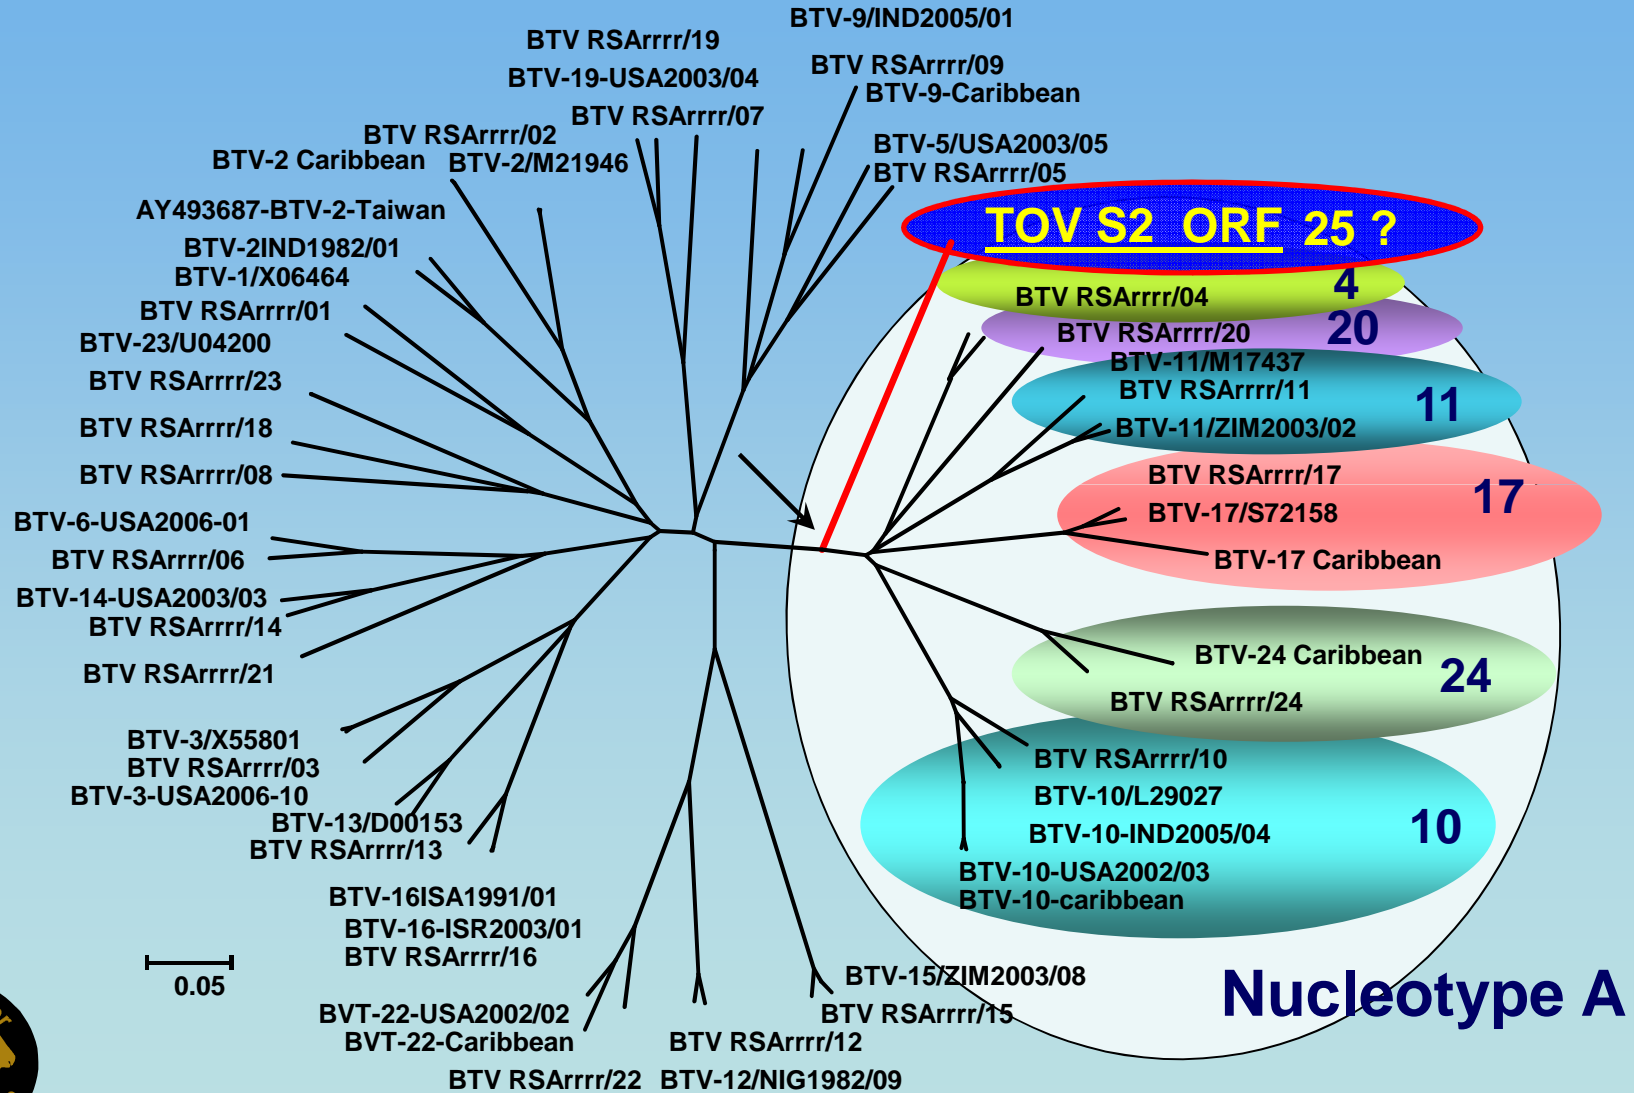 BTV-9/IND2005/01
BTV RSArrrr/19
BTV RSArrrr/09
BTV-19-USA2003/04
BTV-9-Caribbean
BTV RSArrrr/07
BTV RSArrrr/02
BTV-5/USA2003/05
BTV-2 Caribbean
BTV-2/M21946
BTV RSArrrr/05
AY493687-BTV-2-Taiwan
TOV S2 ORF 25 ?
BTV-2IND1982/01
BTV-1/X06464
BTV RSArrrr/04
4
BTV RSArrrr/01
BTV RSArrrr/20
20
BTV-23/U04200
BTV-11/M17437
BTV RSArrrr/23
BTV RSArrrr/11
11
BTV RSArrrr/18
BTV-11/ZIM2003/02
BTV RSArrrr/08
BTV RSArrrr/17
17
BTV-6-USA2006-01
BTV-17/S72158
BTV RSArrrr/06
BTV-17 Caribbean
BTV-14-USA2003/03
BTV RSArrrr/14
BTV-24 Caribbean
24
BTV RSArrrr/21
BTV RSArrrr/24
BTV-3/X55801
BTV RSArrrr/10
BTV RSArrrr/03
BTV-3-USA2006-10
BTV-10/L29027
BTV-13/D00153
BTV-10-IND2005/04
10
BTV RSArrrr/13
BTV-10-USA2002/03
BTV-16ISA1991/01
BTV-10-caribbean
BTV-16-ISR2003/01
BTV RSArrrr/16
0.05
BTV-15/ZIM2003/08
Nucleotype A
BVT-22-USA2002/02
BTV RSArrrr/15
BVT-22-Caribbean
BTV RSArrrr/12
BTV RSArrrr/22
BTV-12/NIG1982/09